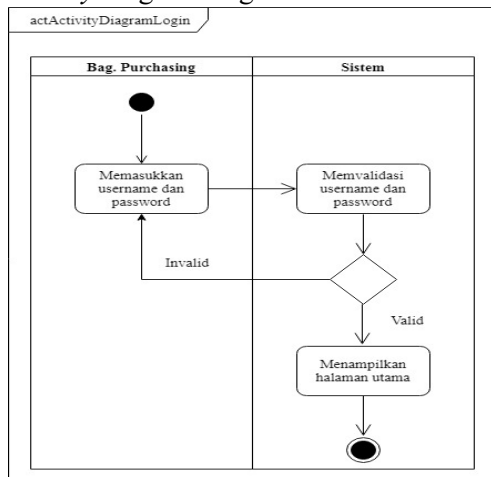 actActivityDiagramLogin
Bag. Purchasing
Sistem
Memasukkan
username dan
password
Memvalidasi
username dan
password
Invalid
Valid
Menampilkan
halaman utama